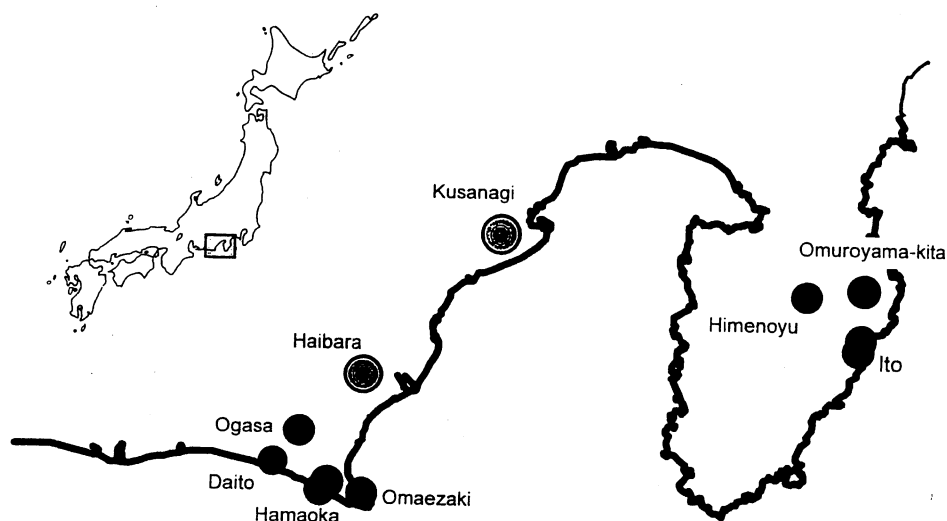 Kusanagi
Omuroyama-kita
Himenoyu
Haibara
Ito
Ogasa
Daito
Omaezaki
Hamaoka